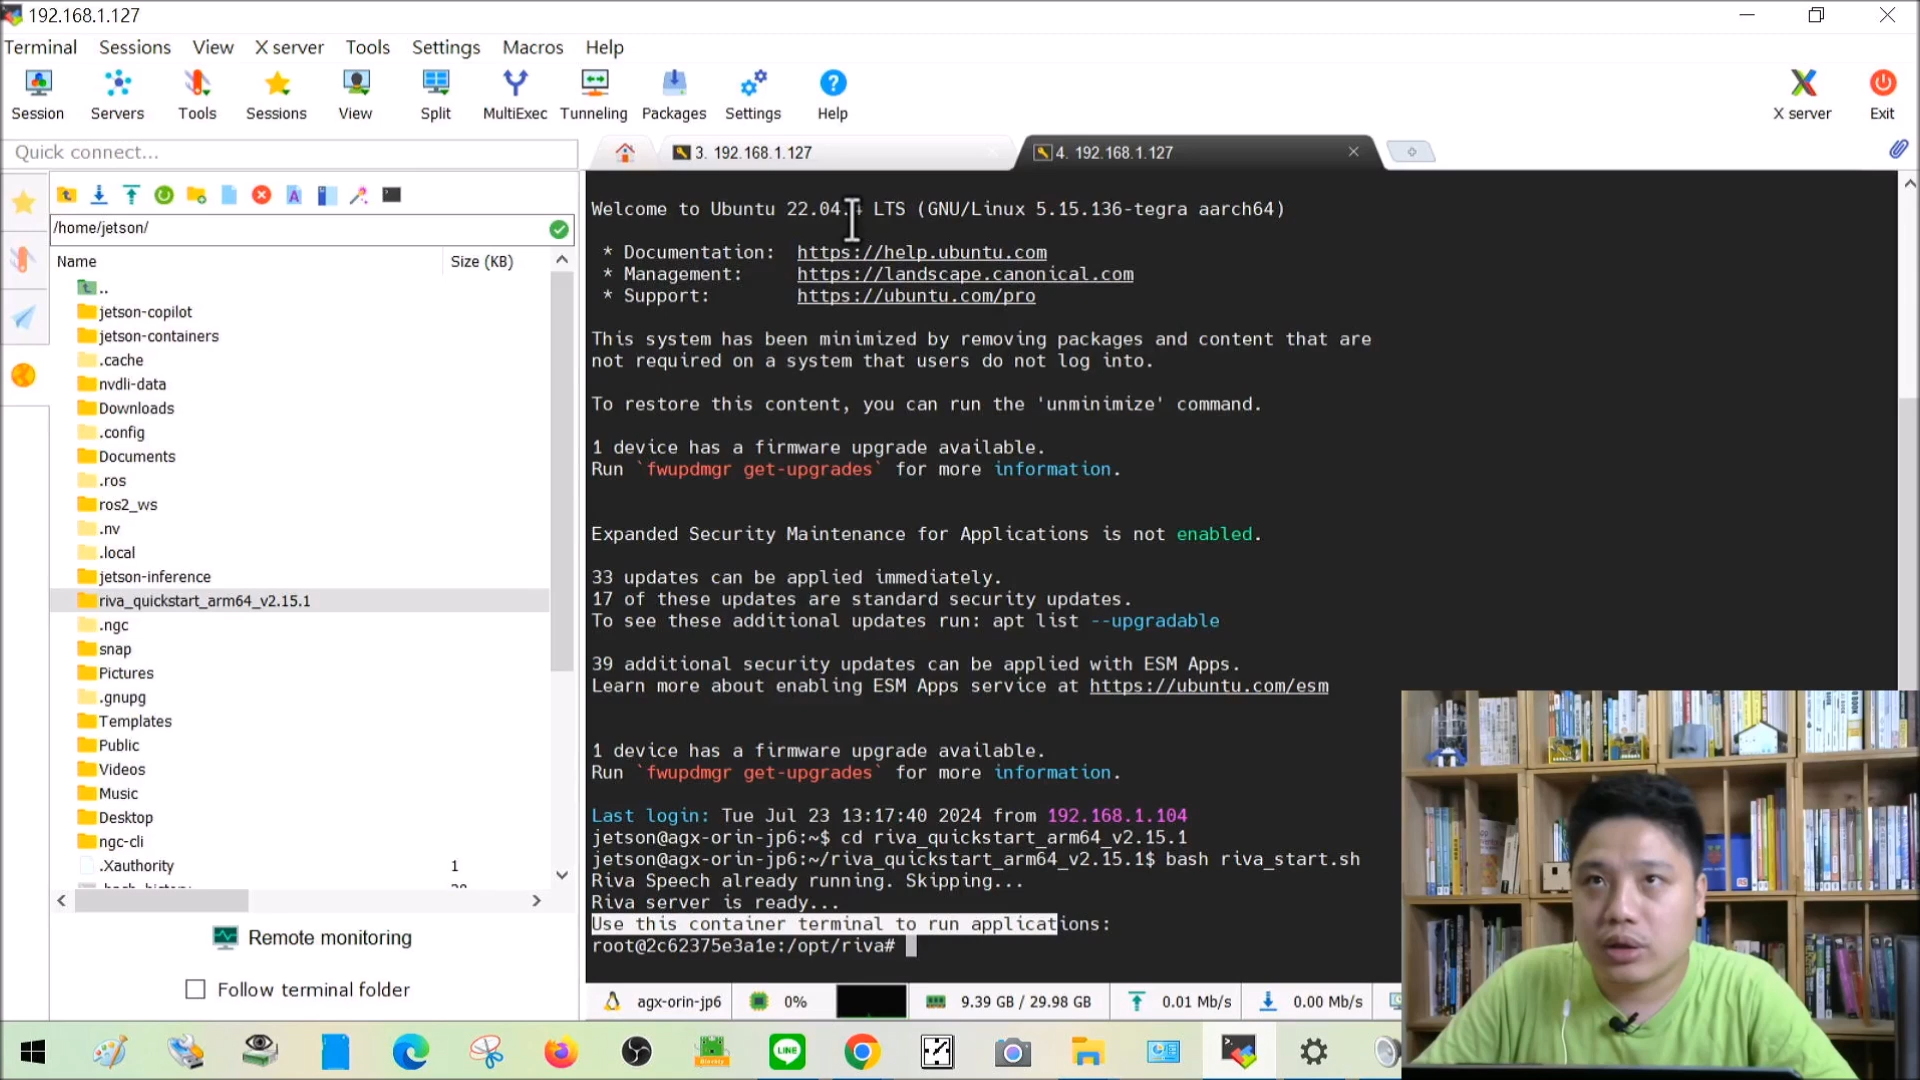 192.168.1.127
Terminal Sessions View X server Tools Settings Macros Help
Session Servers Tools Sessions View Split MultiExec Tunneling Packages Settings Help X server Exit
Quick connect...
3. 192.168.1.127
4. 192.168.1.127
/home/jetson/
Name Size (KB)
..
jetson-copilot
jetson-containers
.cache
nvdli-data
Downloads
.config
Documents
.ros
ros2_ws
.nv
.local
jetson-inference
riva_quickstart_arm64_v2.15.1
.ngc
snap
Pictures
.gnupg
Templates
Public
Videos
Music
Desktop
ngc-cli
.Xauthority 1
Remote monitoring
Follow terminal folder
Welcome to Ubuntu 22.04. LTS (GNU/Linux 5.15.136-tegra aarch64)
* Documentation: https://help.ubuntu.com
* Management: https://landscape.canonical.com
* Support: https://ubuntu.com/pro
This system has been minimized by removing packages and content that are
not required on a system that users do not log into.
To restore this content, you can run the 'unminimize' command.
1 device has a firmware upgrade available.
Run `fwupdmgr get-upgrades` for more information.
Expanded Security Maintenance for Applications is not enabled.
33 updates can be applied immediately.
17 of these updates are standard security updates.
To see these additional updates run: apt list --upgradable
39 additional security updates can be applied with ESM Apps.
Learn more about enabling ESM Apps service at https://ubuntu.com/esm
1 device has a firmware upgrade available.
Run `fwupdmgr get-upgrades` for more information.
Last login: Tue Jul 23 13:17:40 2024 from 192.168.1.104
jetson@agx-orin-jp6:~$ cd riva_quickstart_arm64_v2.15.1
jetson@agx-orin-jp6:~/riva_quickstart_arm64_v2.15.1$ bash riva_start.sh
Riva Speech already running. Skipping...
Riva server is ready...
Use this container terminal to run applications:
root@2c62375e3a1e:/opt/riva#
agx-orin-jp6 0% 9.39 GB / 29.98 GB 0.01 Mb/s 0.00 Mb/s
LINE